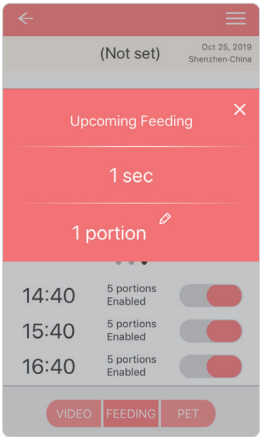 (Not set)
Oct 25, 2019
Shenzhen-China
Upcoming Feeding
1 sec
1 portion
14:40
5 portions
Enabled
15:40
5 portions
Enabled
16:40
5 portions
Enabled
VIDEO
FEEDING
PET